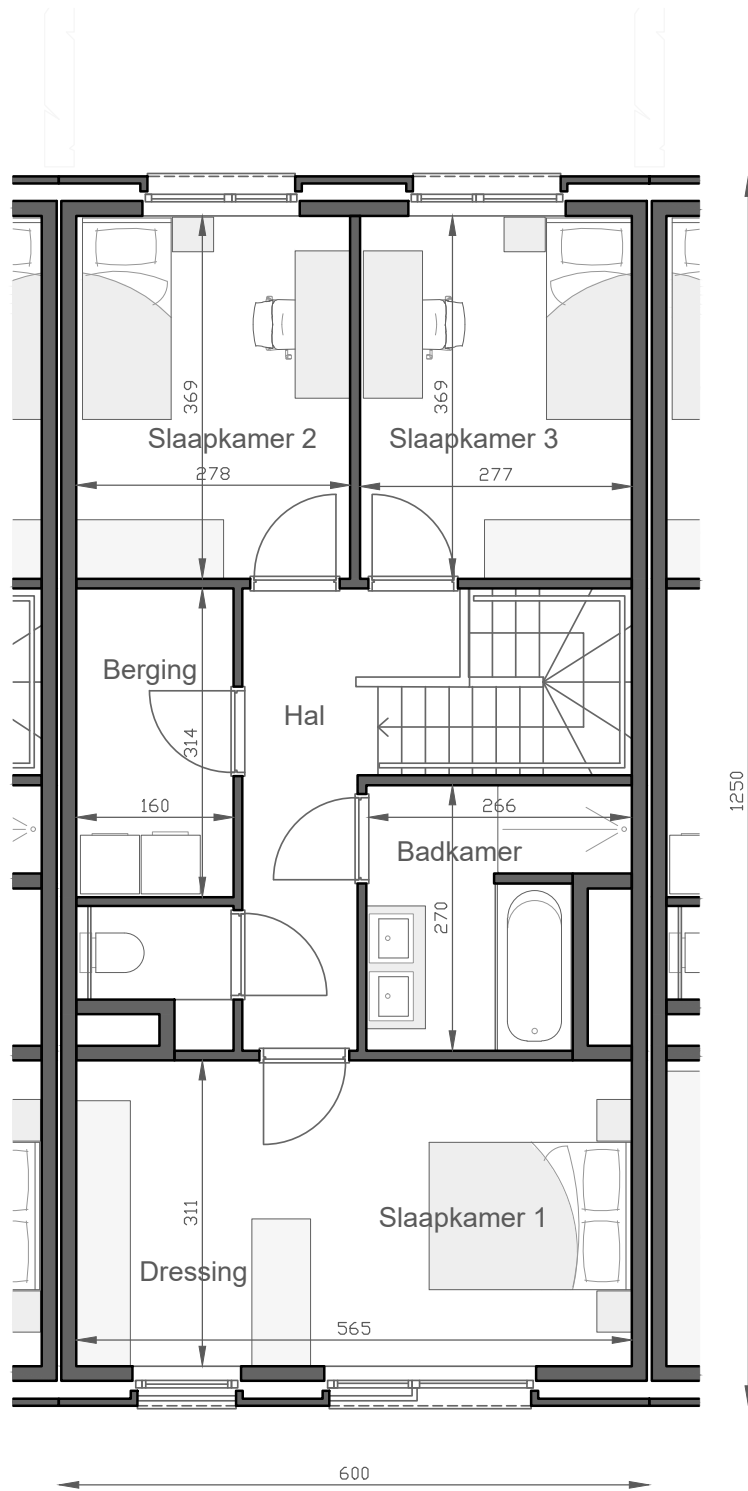 369
Slaapkamer 2
278
369
Slaapkamer 3
277
Berging
314
160
Hal
266
Badkamer
270
1250
311
Slaapkamer 1
Dressing
565
600